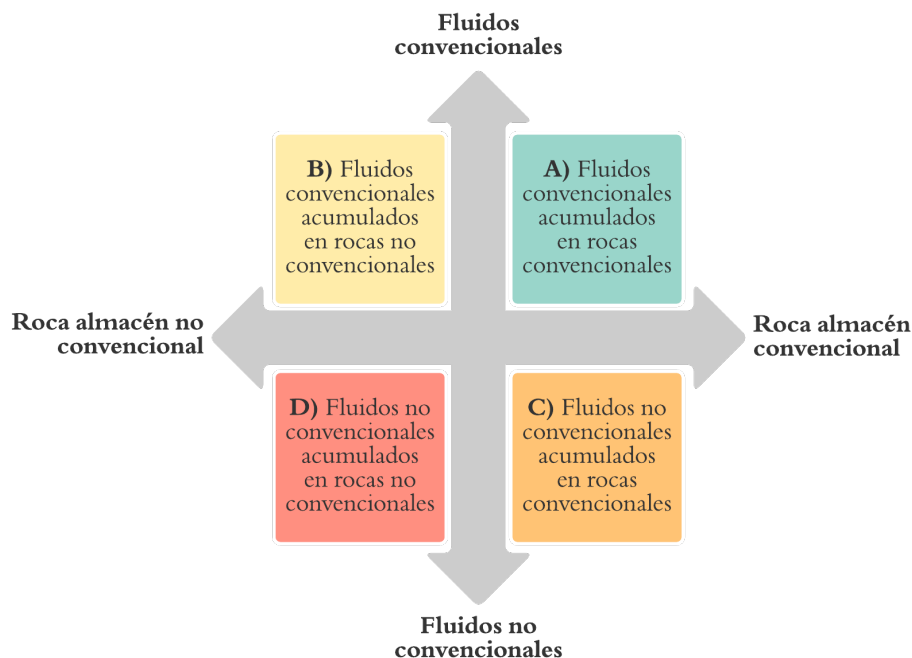 Fluidos
convencionales
B) Fluidos
convencionales
acumulados
en rocas no
convencionales
A) Fluidos
convencionales
acumulados
en rocas
convencionales
Roca almacén no
convencional
Roca almacén
convencional
D) Fluidos no
convencionales
acumulados
en rocas no
convencionales
C) Fluidos no
convencionales
acumulados
en rocas
convencionales
Fluidos no
convencionales